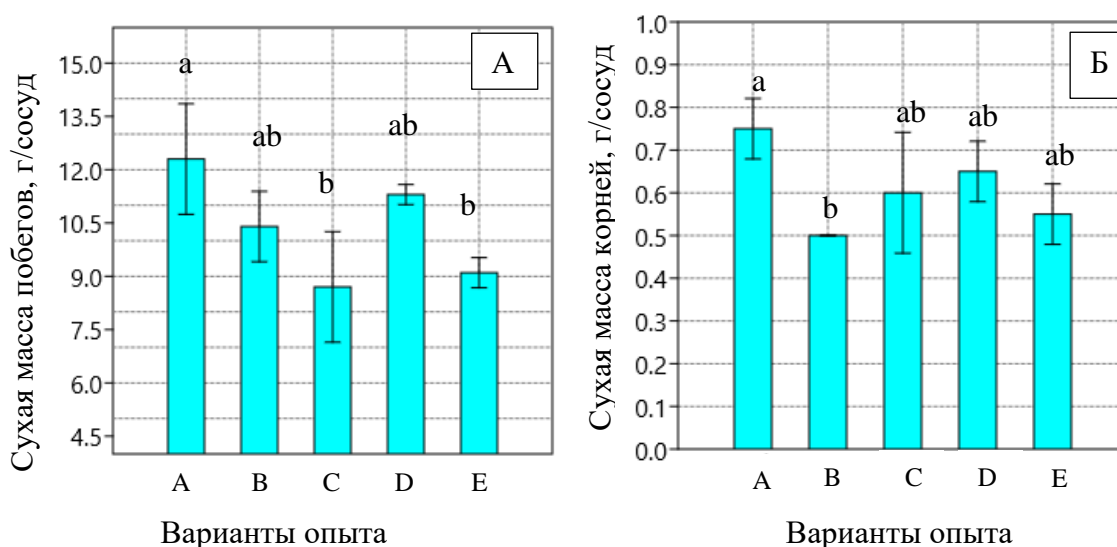 Сухая масса побегов, г/сосуд
15.0
13.5
12.0
10.5
9.0
7.5
6.0
4.5
А
a
ab
b
ab
b
A B C D E
Варианты опыта
Сухая масса корней, г/сосуд
1.0
0.9
0.8
0.7
0.6
0.5
0.4
0.3
0.2
0.1
0.0
Б
a
b
ab
ab
ab
A B C D E
Варианты опыта